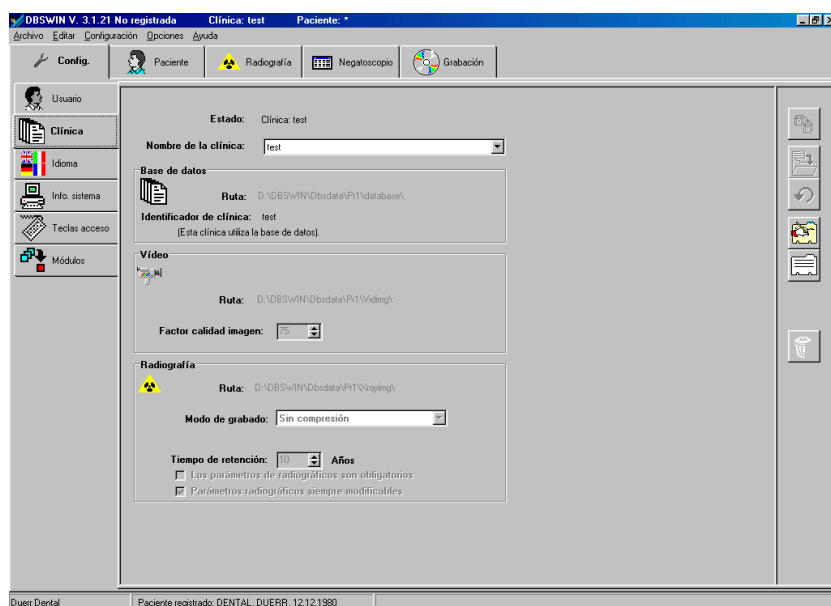 DBSWIN V. 3.1.21 No registrada Clínica: test Paciente: *
Archivo Editar Configuración Opciones Ayuda
Config. Paciente Radiografía Negatoscopio Grabación
Usuario
Clínica
Idioma
Info. sistema
Teclas acceso
Módulos
Estado: Clínica: test
Nombre de la clínica: test
Base de datos
Ruta: D:\DBSWIN\Dbsdata\Pr1\database\
Identificador de clínica: test
(Esta clínica utiliza la base de datos).
Vídeo
Ruta: D:\DBSWIN\Dbsdata\Pr1\Vidimg\
Factor calidad imagen: 75
Radiografía
Ruta: D:\DBSWIN\Dbsdata\Pr1\Xrayimg\
Modo de grabado: Sin compresión
Tiempo de retención: 10 Años
Los parámetros de radiográficos son obligatorios
Parámetros radiográficos siempre modificables
Duerr Dental Paciente registrado: DENTAL, DUERR, 12.12.1980